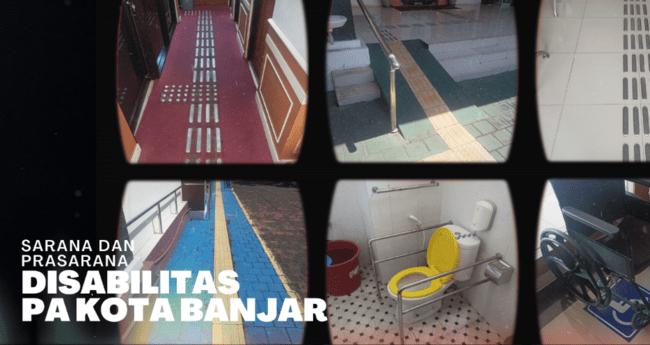 SARANA DAN
PRASARANA
DISABILITAS
PA KOTA BANJAR